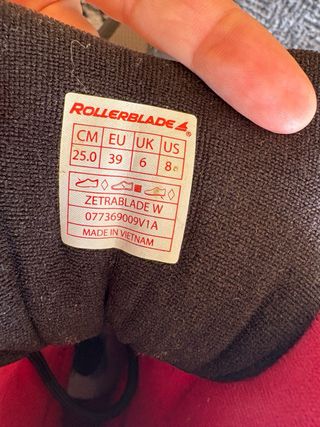 ROLLERBLADE
CM EU UK US
25.0 39 6 8
ZETRABLADE W
077369009V1A
MADE IN VIETNAM